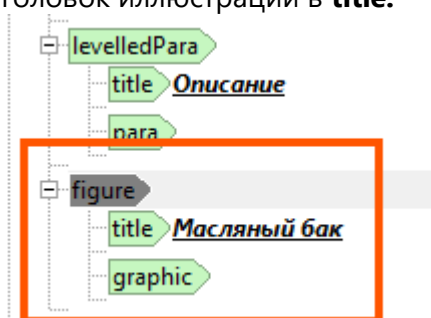 головок иллюстрации в title.
levelledPara
title Описание
para
figure
title Масляный бак
graphic